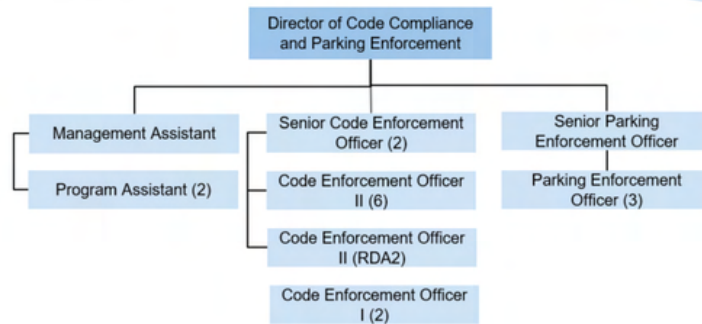 Director of Code Compliance
and Parking Enforcement
Management Assistant
Senior Code Enforcement
Officer (2)
Senior Parking
Enforcement Officer
Program Assistant (2)
Code Enforcement Officer
II (6)
Parking Enforcement
Officer (3)
Code Enforcement Officer
II (RDA2)
Code Enforcement Officer
I (2)